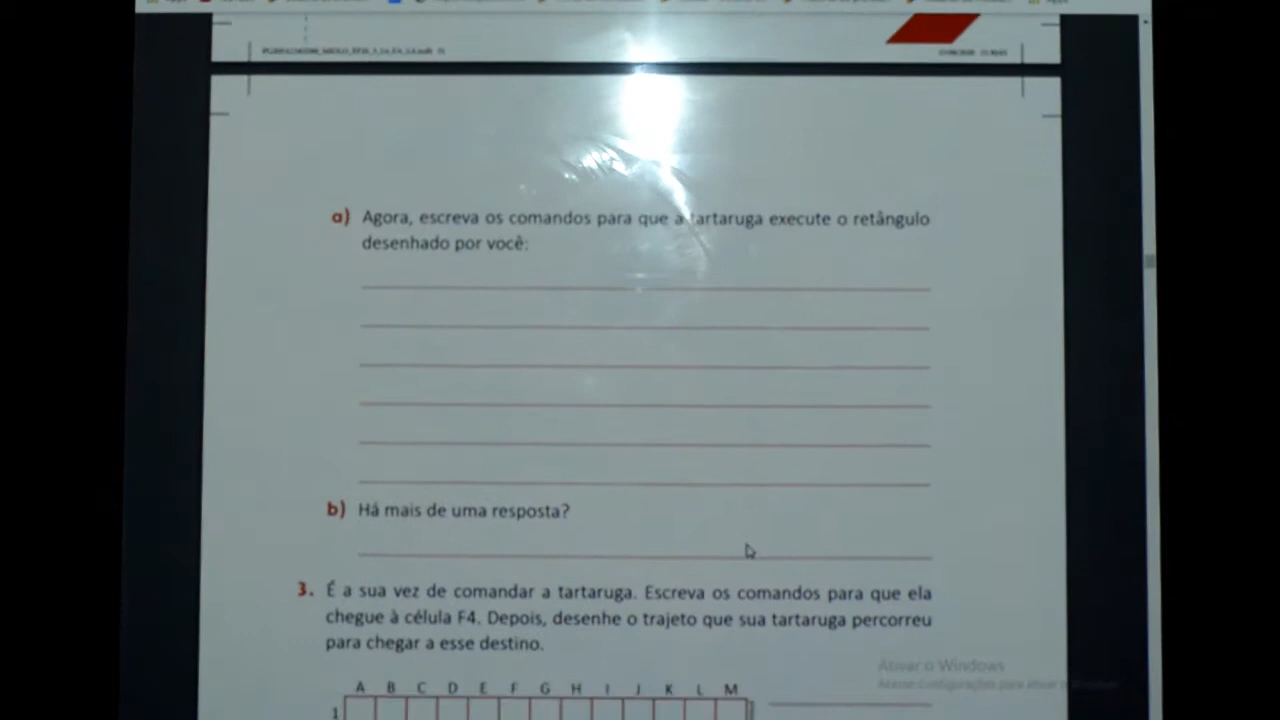 a) Agora, escreva os comandos para que a tartaruga execute o retângulo
desenhado por você:
b) Há mais de uma resposta?
3. É a sua vez de comandar a tartaruga. Escreva os comandos para que ela
chegue à célula F4. Depois, desenhe o trajeto que sua tartaruga percorreu
para chegar a esse destino.
Ativar o Windows
A B C D E F G H I J K L M
1